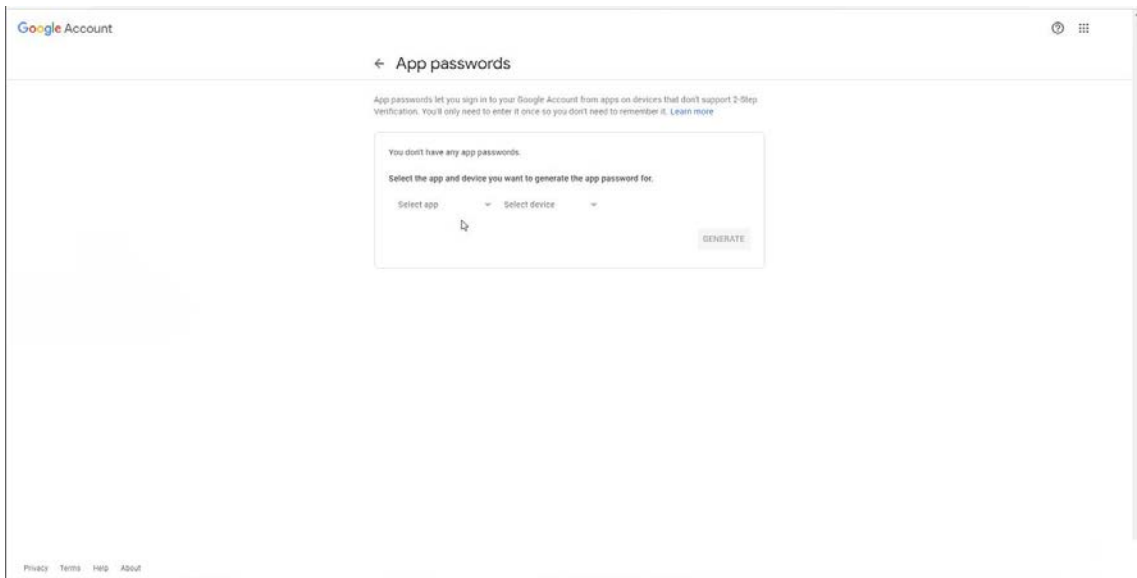 Google Account
App passwords
App passwords let you sign in to your Google Account from apps on devices that don't support 2-Step
Verification. You'll only need to enter it once so you don't need to remember it. Learn more
You don't have any app passwords.
Select the app and device you want to generate the app password for.
Select app
Select device
GENERATE
Privacy Terms Help About